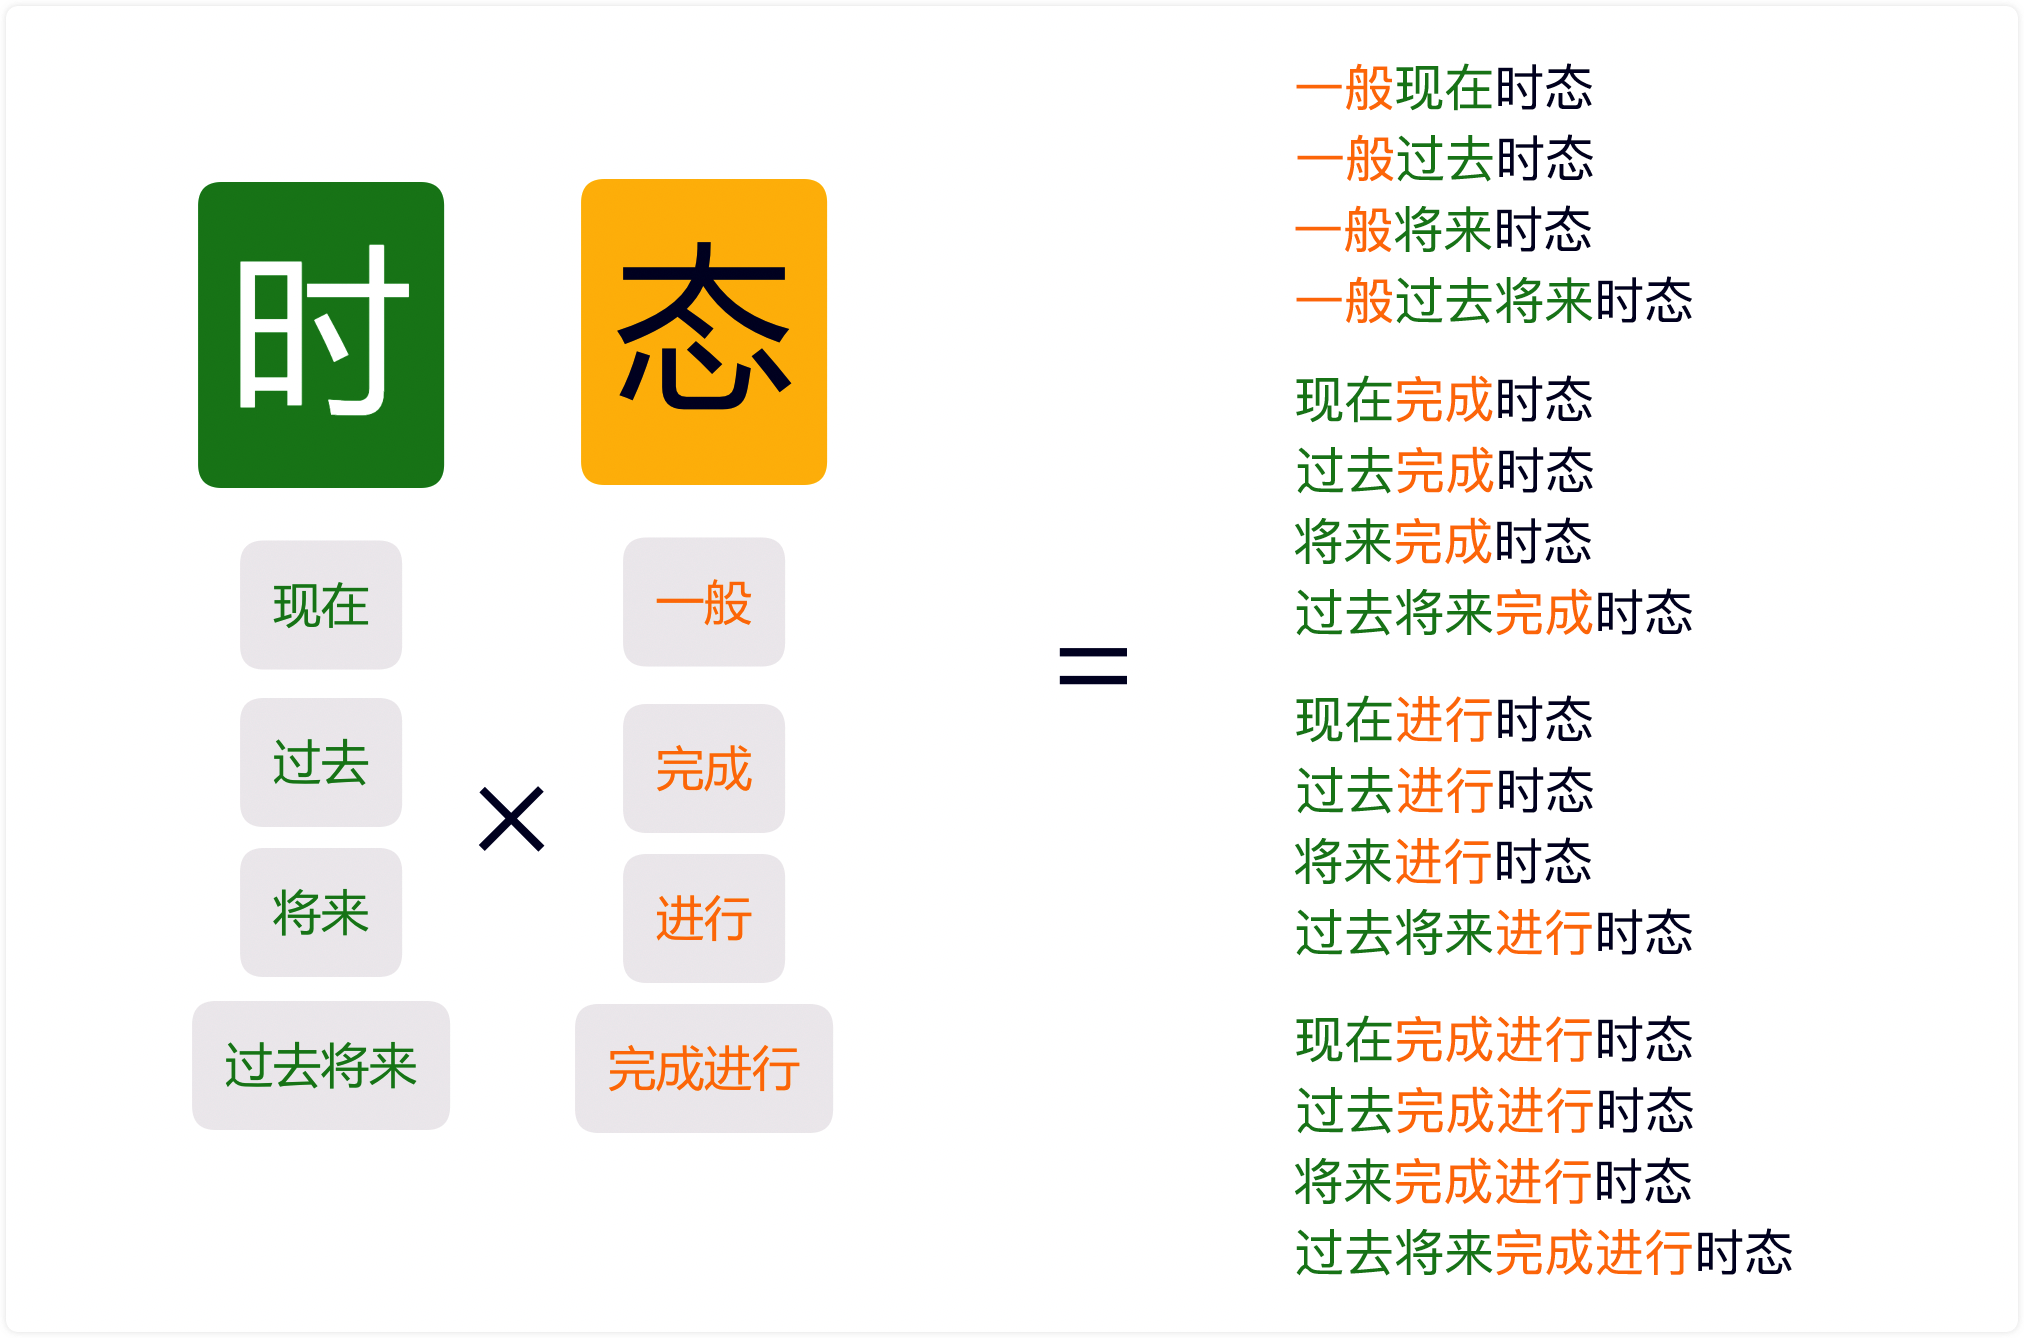 时
态
现在
一般
过去
完成
×
将来
进行
过去将来
完成进行
=
一般现在时态
一般过去时态
一般将来时态
一般过去将来时态
现在完成时态
过去完成时态
将来完成时态
过去将来完成时态
现在进行时态
过去进行时态
将来进行时态
过去将来进行时态
现在完成进行时态
过去完成进行时态
将来完成进行时态
过去将来完成进行时态